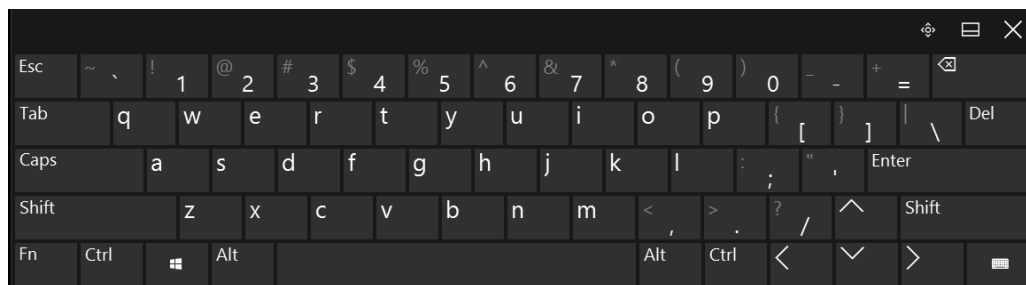 Esc ~ ` ! 1 @ 2 # 3 $ 4 % 5 ^ 6 & 7 * 8 ( 9 ) 0 _ - + =
Tab q w e r t y u i o p { [ } ] | \ Del
Caps a s d f g h j k l : ; " ' Enter
Shift z x c v b n m < , > . ? / Shift
Fn Ctrl Alt Alt Ctrl